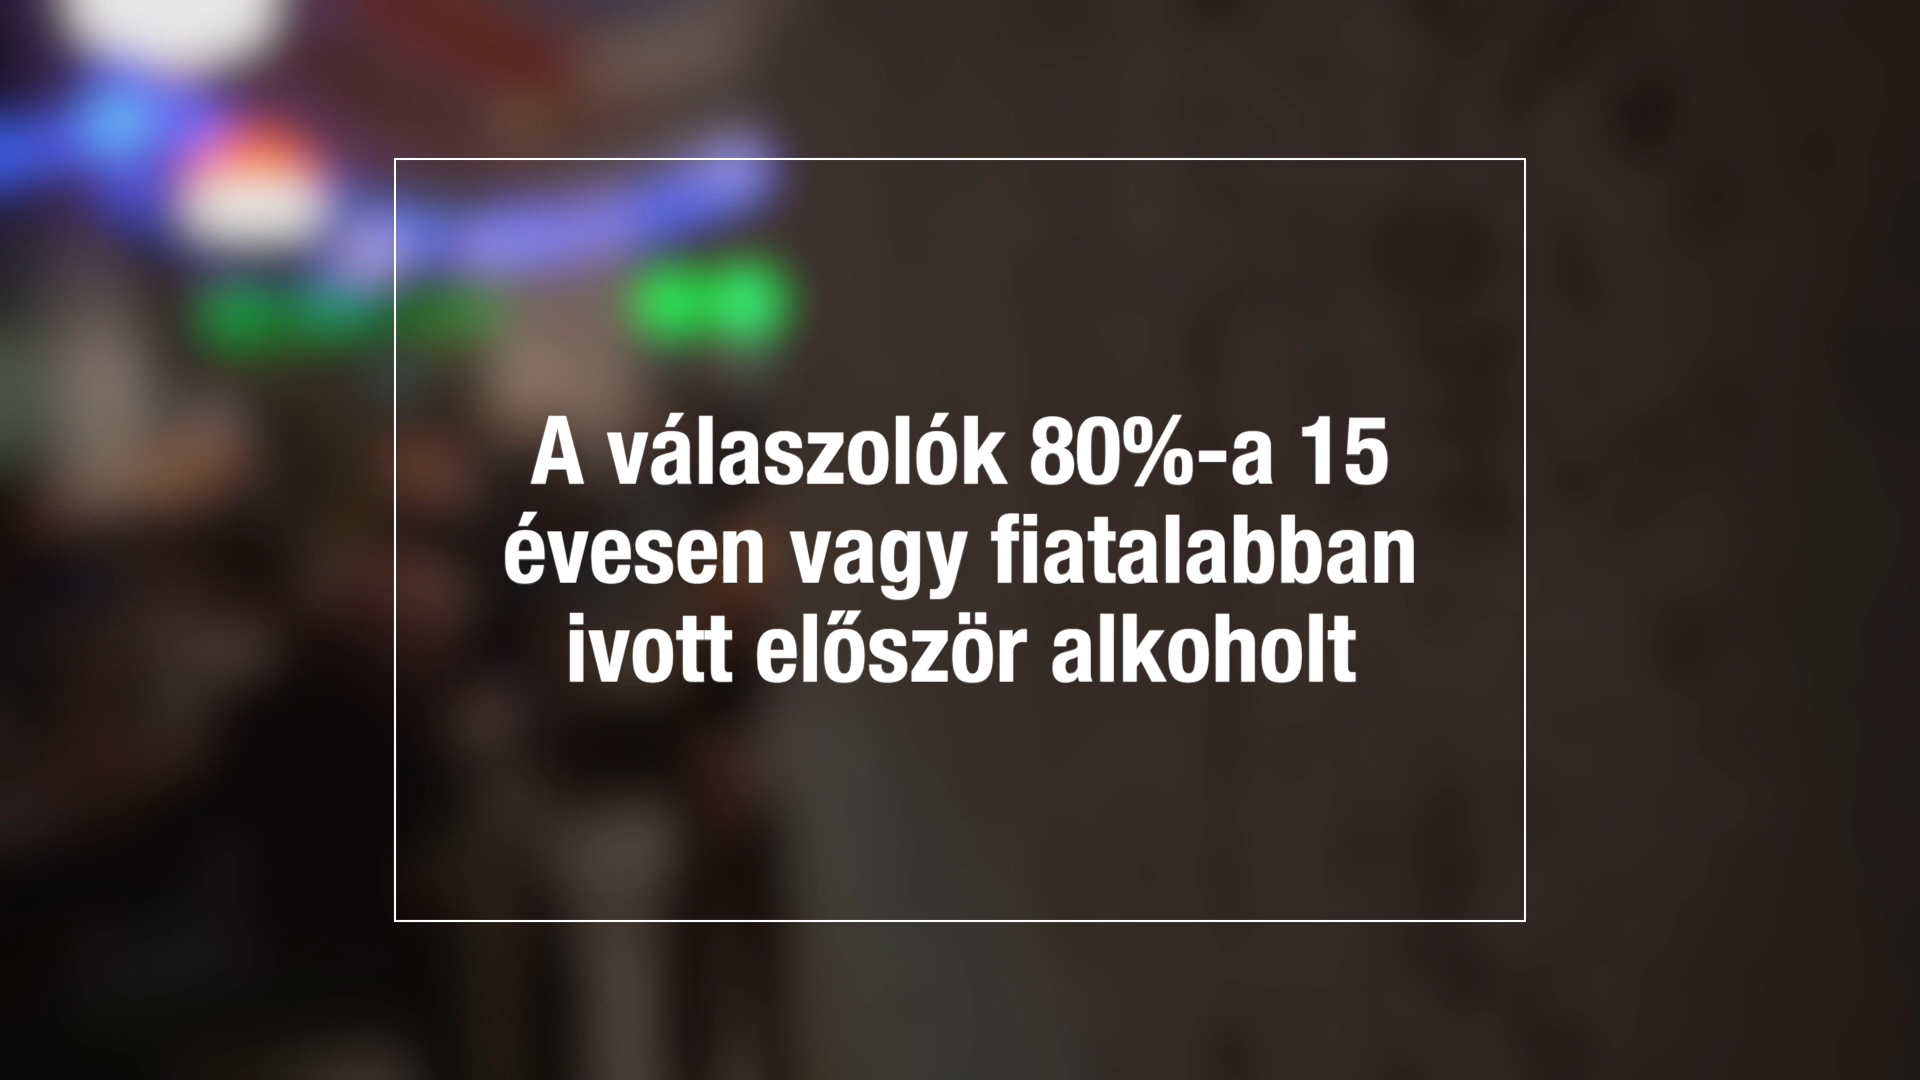 A válaszolók 80%-a 15
évesen vagy fiatalabban
ivott először alkoholt